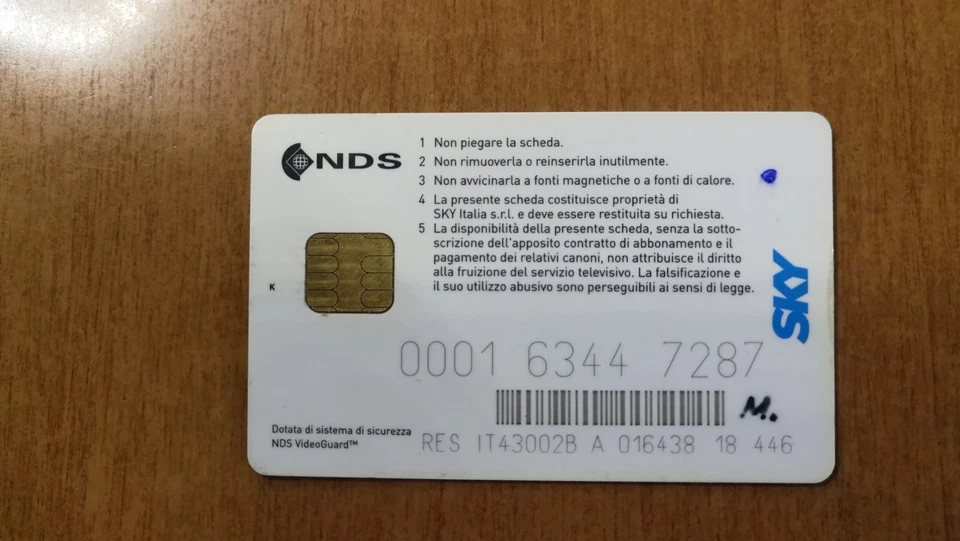 NDS
1 Non piegare la scheda.
2 Non rimuoverla o reinserirla inutilmente.
3 Non avvicinarla a fonti magnetiche o a fonti di calore.
4 La presente scheda costituisce proprietà di
SKY Italia s.r.l. e deve essere restituita su richiesta.
5 La disponibilità della presente scheda, senza la sotto-
scrizione dell'apposito contratto di abbonamento e il
pagamento dei relativi canoni, non attribuisce il diritto
alla fruizione del servizio televisivo. La falsificazione e
il suo utilizzo abusivo sono perseguibili ai sensi di legge.
SKY
K
0001 6344 7287
M.
Dotata di sistema di sicurezza
NDS VideoGuard™
RES IT43002B A 016438 18 446